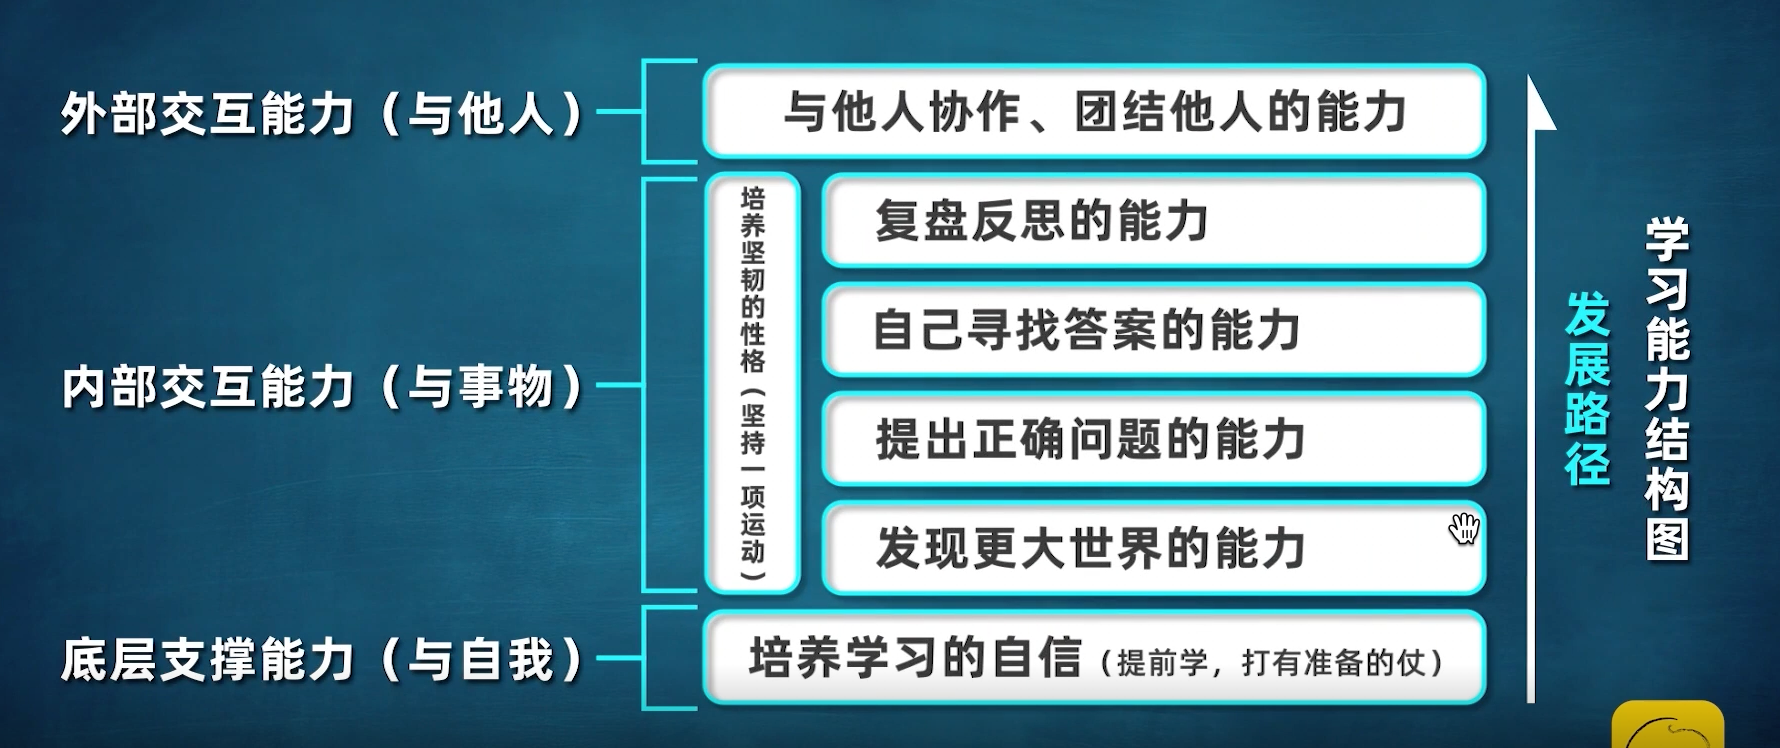 外部交互能力（与他人）
与他人协作、团结他人的能力
内部交互能力（与事物）
培养坚韧的性格（坚持一项运动）
复盘反思的能力
自己寻找答案的能力
提出正确问题的能力
发现更大世界的能力
底层支撑能力（与自我）
培养学习的自信（提前学，打有准备的仗）
发展路径
学习能力结构图